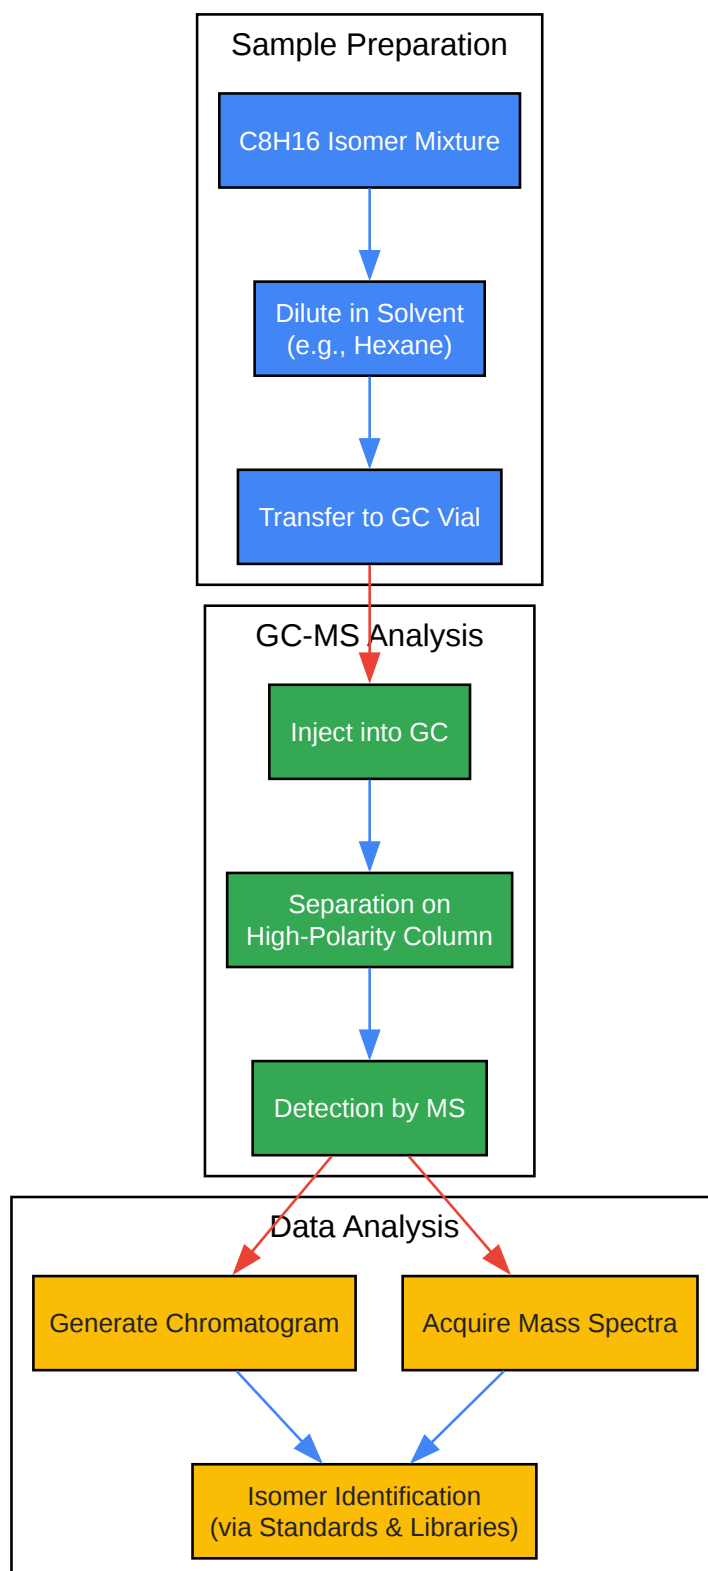 Sample Preparation
C8H16 Isomer Mixture
Dilute in Solvent
(e.g., Hexane)
Transfer to GC Vial
GC-MS Analysis
Inject into GC
Separation on
High-Polarity Column
Detection by MS
Data Analysis
Generate Chromatogram
Acquire Mass Spectra
Isomer Identification
(via Standards & Libraries)